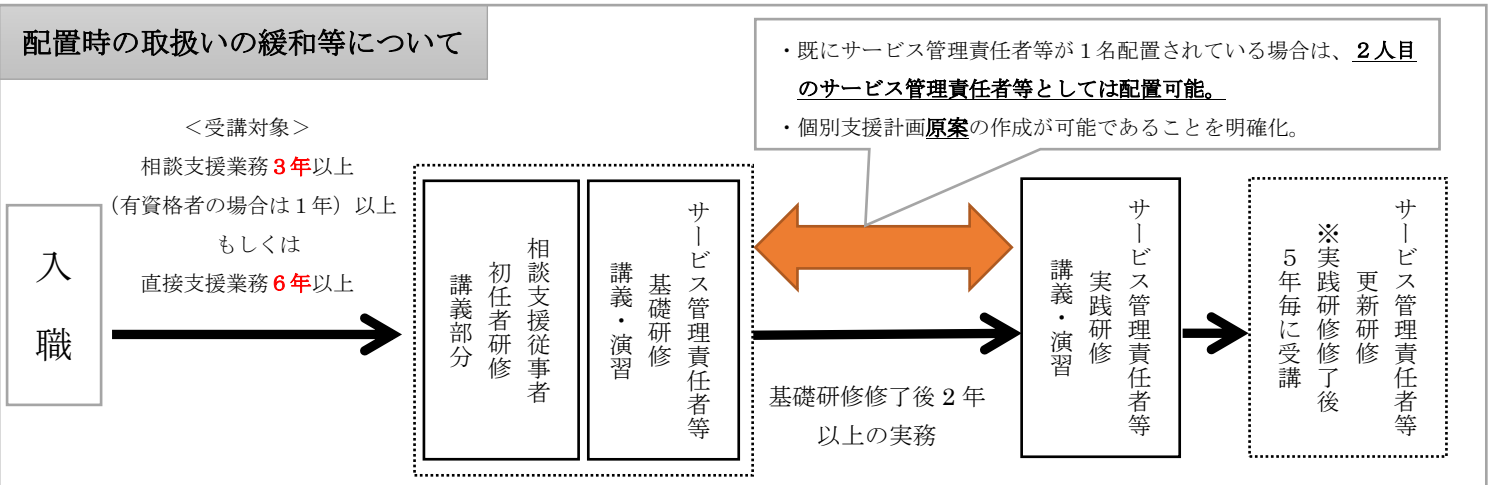 配置時の取扱いの緩和等について
・既にサービス管理責任者等が１名配置されている場合は、２人目
のサービス管理責任者等としては配置可能。
・個別支援計画原案の作成が可能であることを明確化。
＜受講対象＞
相談支援業務３年以上
（有資格者の場合は１年）以上
もしくは
直接支援業務６年以上
入職
相談支援従事者
初任者研修
講義部分
サービス管理責任者等
基礎研修
講義・演習
基礎研修修了後 2 年
以上の実務
サービス管理責任者等
実践研修
講義・演習
サービス管理責任者等
更新研修
※実践研修修了後
５年毎に受講